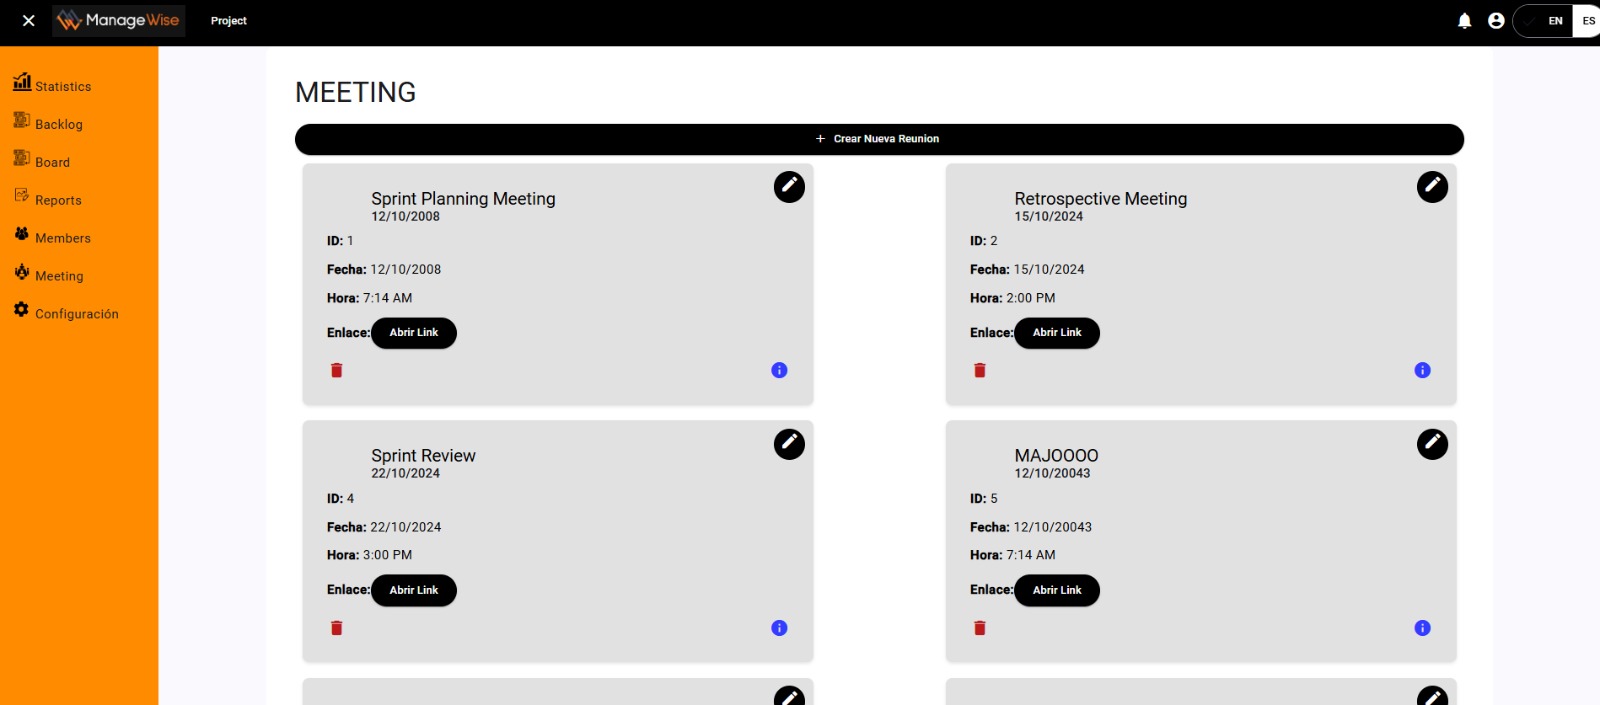 ManageWise Project EN ES
Statistics
Backlog
Board
Reports
Members
Meeting
Configuración
MEETING
+ Crear Nueva Reunion
Sprint Planning Meeting
12/10/2008
ID: 1
Fecha: 12/10/2008
Hora: 7:14 AM
Enlace: Abrir Link
Retrospective Meeting
15/10/2024
ID: 2
Fecha: 15/10/2024
Hora: 2:00 PM
Enlace: Abrir Link
Sprint Review
22/10/2024
ID: 4
Fecha: 22/10/2024
Hora: 3:00 PM
Enlace: Abrir Link
MAJOOOO
12/10/20043
ID: 5
Fecha: 12/10/20043
Hora: 7:14 AM
Enlace: Abrir Link